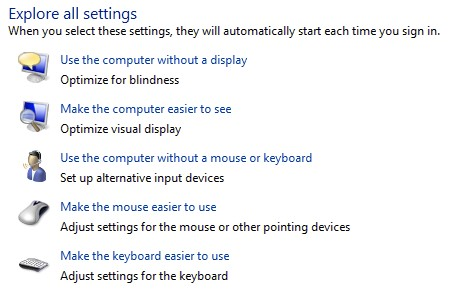 Explore all settings
When you select these settings, they will automatically start each time you sign in.
Use the computer without a display
Optimize for blindness
Make the computer easier to see
Optimize visual display
Use the computer without a mouse or keyboard
Set up alternative input devices
Make the mouse easier to use
Adjust settings for the mouse or other pointing devices
Make the keyboard easier to use
Adjust settings for the keyboard